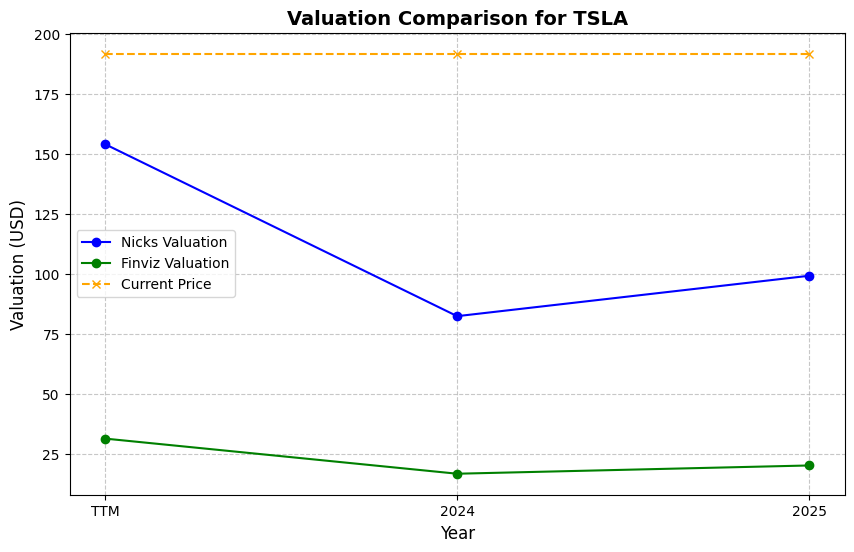 Valuation Comparison for TSLA
Valuation (USD)
200
175
150
125
100
75
50
25
Nicks Valuation
Finviz Valuation
Current Price
TTM
2024
2025
Year